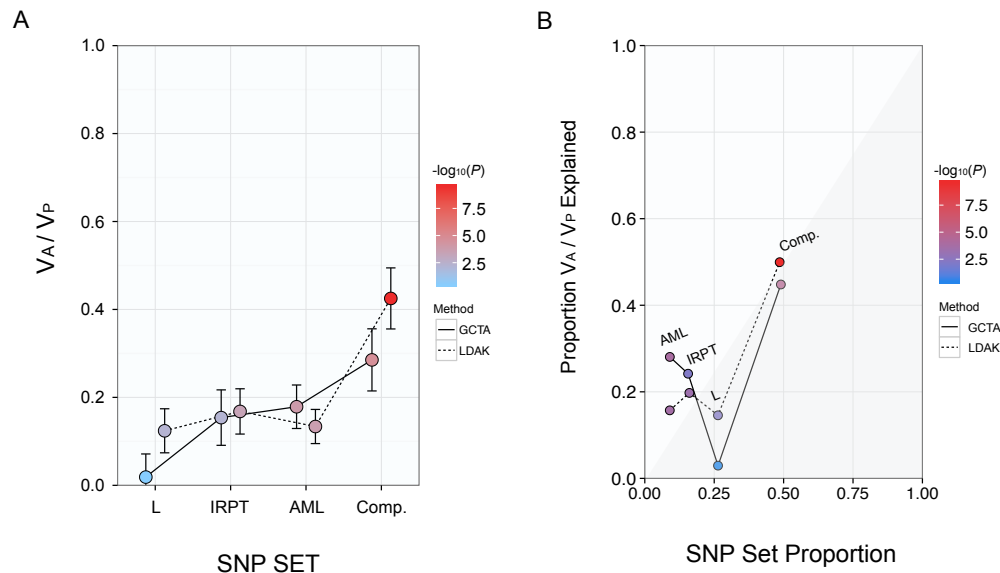 A
1.0
0.8
0.6
0.4
0.2
0.0
VA / VP
L IRPT AML Comp.
SNP SET
-log10(P)
7.5
5.0
2.5
Method
GCTA
LDAK
B
1.0
0.8
0.6
0.4
0.2
0.0
Proportion VA / VP Explained
AML
IRPT
L
Comp.
0.00 0.25 0.50 0.75 1.00
SNP Set Proportion
-log10(P)
7.5
5.0
2.5
Method
GCTA
LDAK